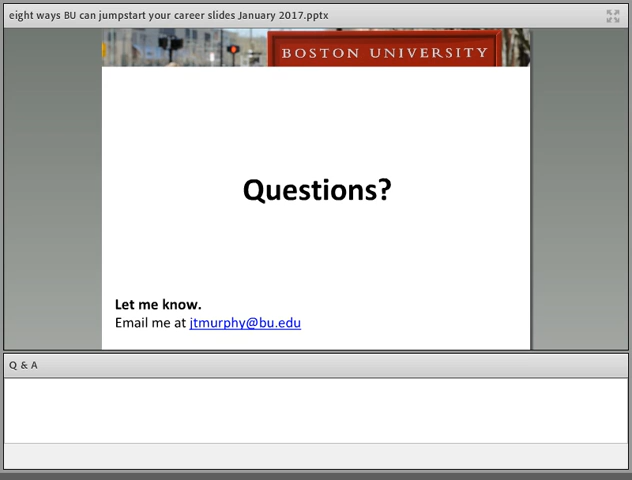 eight ways BU can jumpstart your career slides January 2017.pptx
BOSTON UNIVERSITY
Questions?
Let me know.
Email me at jtmurphy@bu.edu
Q & A